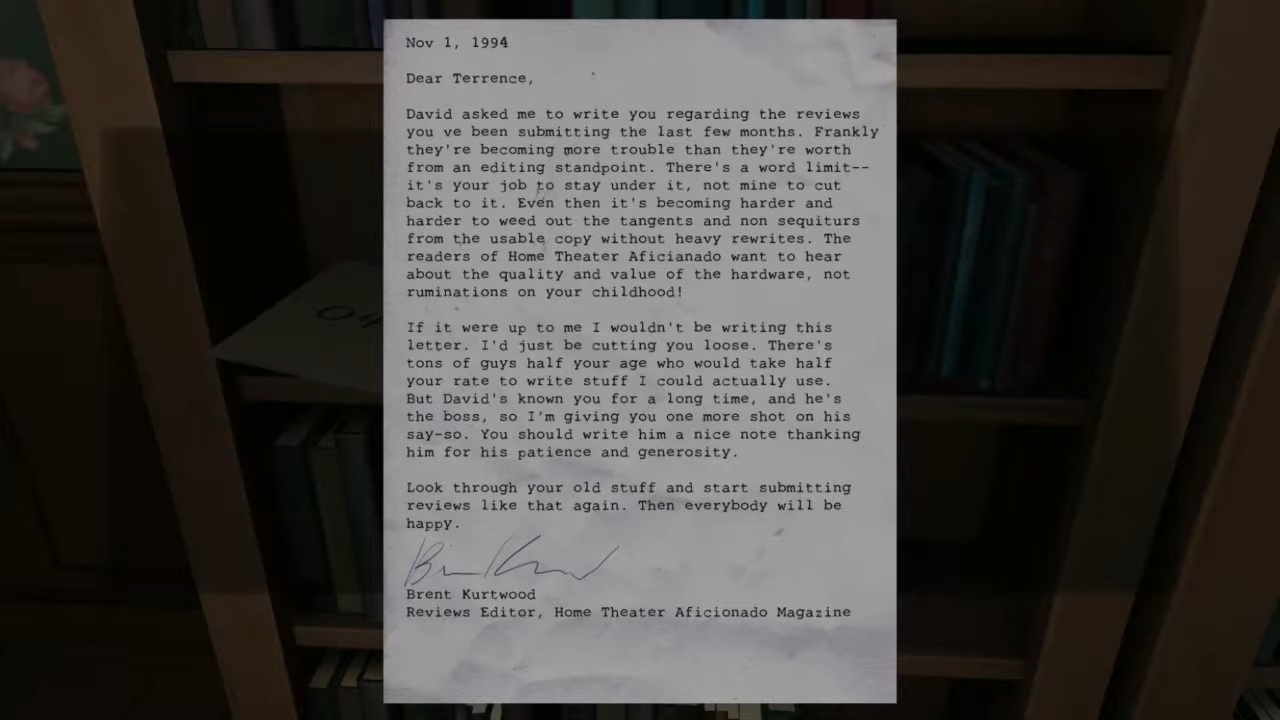 Nov 1, 1994
Dear Terrence,
David asked me to write you regarding the reviews
you ve been submitting the last few months. Frankly
they're becoming more trouble than they're worth
from an editing standpoint. There's a word limit--
it's your job to stay under it, not mine to cut
back to it. Even then it's becoming harder and
harder to weed out the tangents and non sequiturs
from the usable copy without heavy rewrites. The
readers of Home Theater Aficianado want to hear
about the quality and value of the hardware, not
ruminations on your childhood!
If it were up to me I wouldn't be writing this
letter. I'd just be cutting you loose. There's
tons of guys half your age who would take half
your rate to write stuff I could actually use.
But David's known you for a long time, and he's
the boss, so I'm giving you one more shot on his
say-so. You should write him a nice note thanking
him for his patience and generosity.
Look through your old stuff and start submitting
reviews like that again. Then everybody will be
happy.
Brent Kurtwood
Reviews Editor, Home Theater Aficionado Magazine